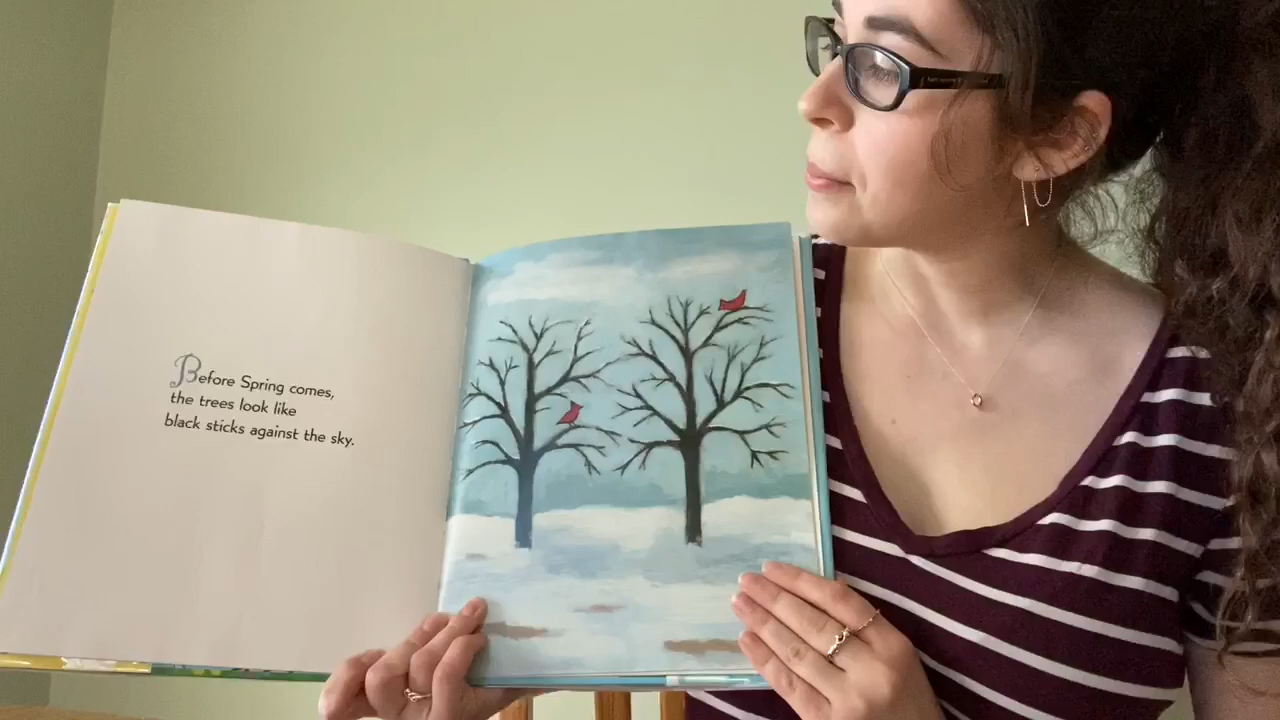 Before Spring comes,
the trees look like
black sticks against the sky.